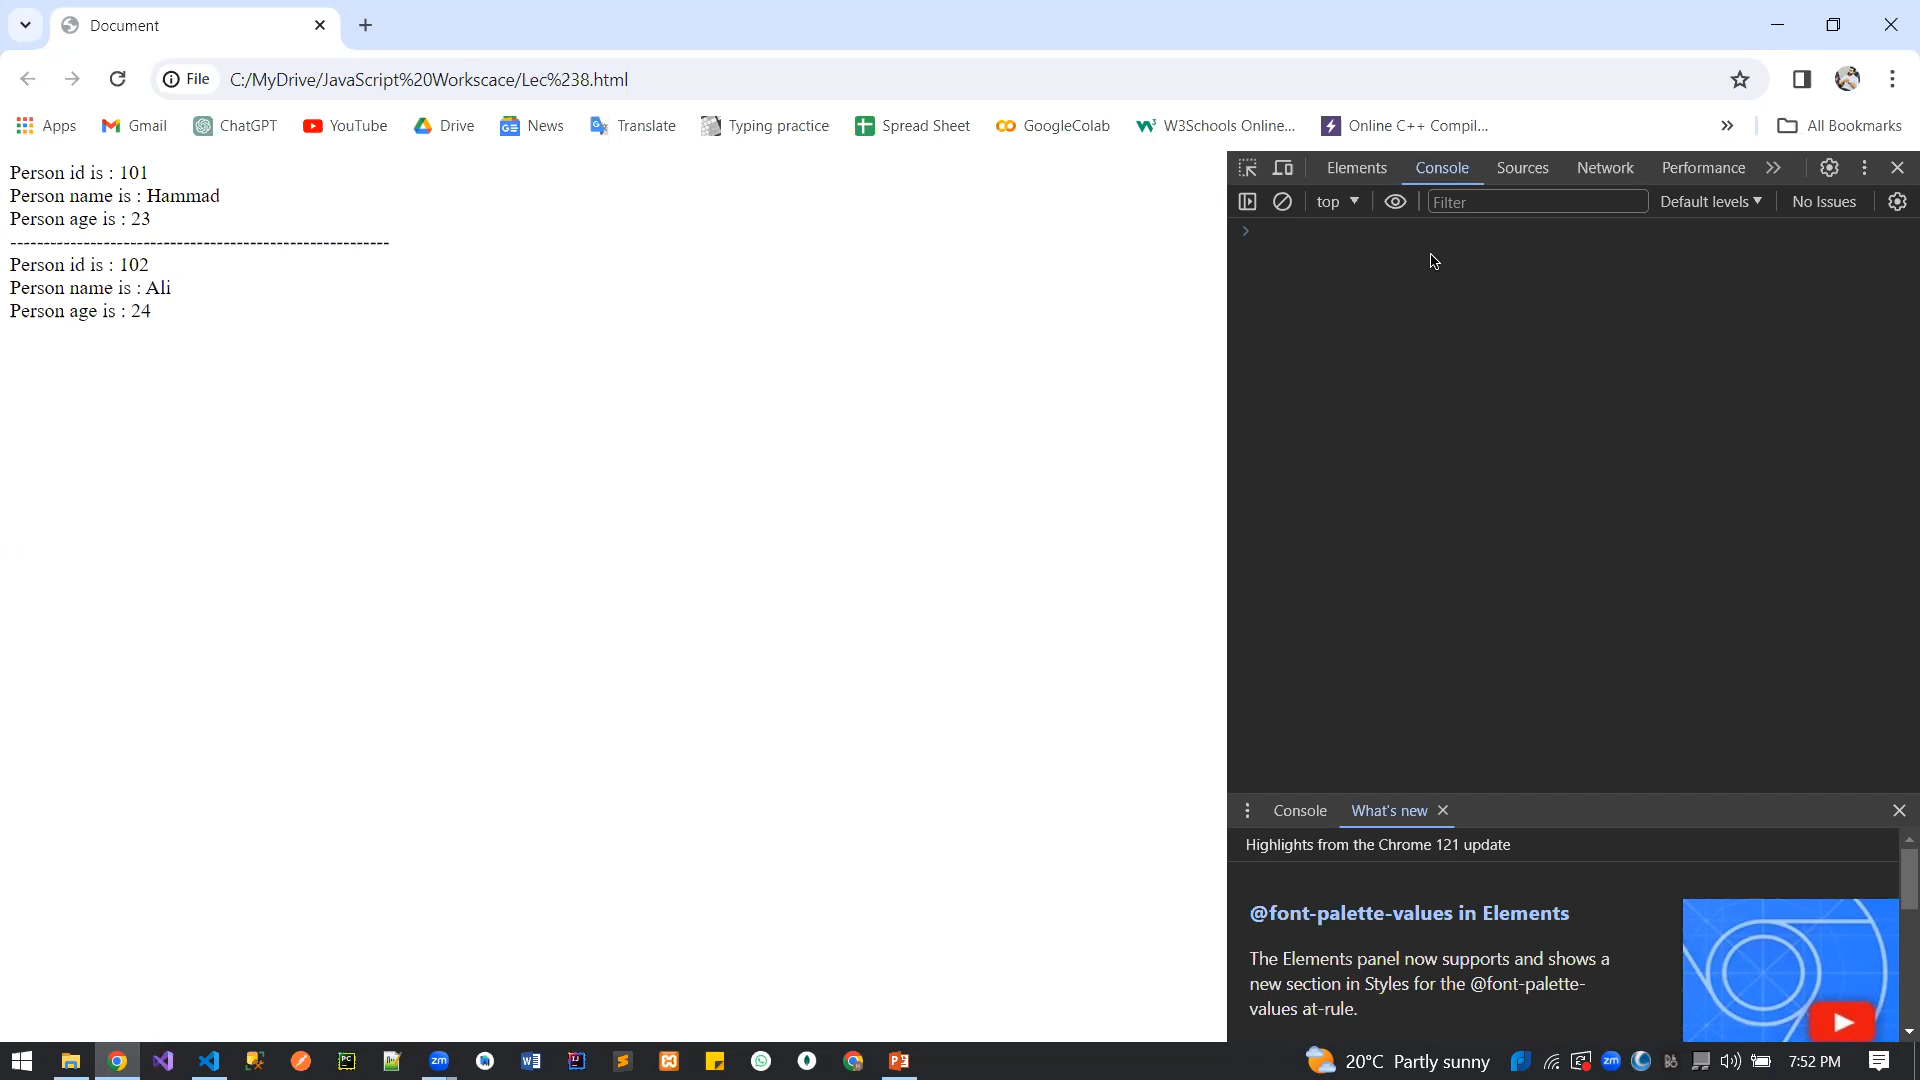 Document
File
C:/MyDrive/JavaScript%20Workscace/Lec%238.html
Apps
Gmail
ChatGPT
YouTube
Drive
News
Translate
Typing practice
Spread Sheet
GoogleColab
W3Schools Online...
Online C++ Compil...
All Bookmarks
Person id is : 101
Person name is : Hammad
Person age is : 23
---------------------------------------------------------
Person id is : 102
Person name is : Ali
Person age is : 24
Elements
Console
Sources
Network
Performance
top
Filter
Default levels
No Issues
Console
What's new
Highlights from the Chrome 121 update
@font-palette-values in Elements
The Elements panel now supports and shows a
new section in Styles for the @font-palette-
values at-rule.
20°C Partly sunny
7:52 PM